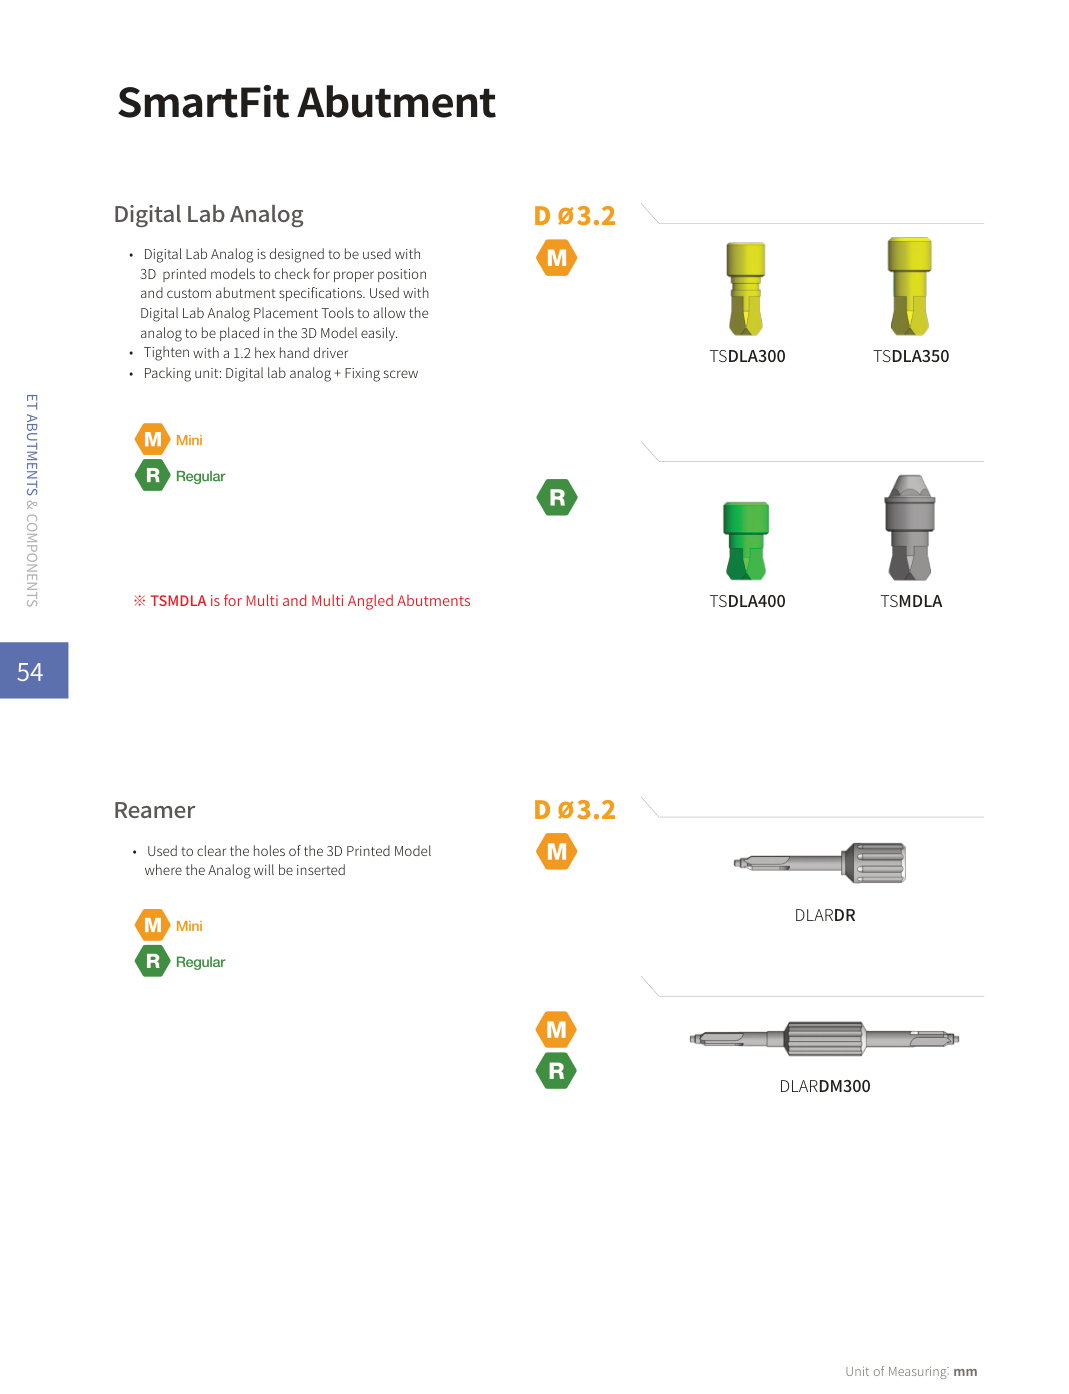 SmartFit Abutment
Digital Lab Analog
• Digital Lab Analog is designed to be used with
3D printed models to check for proper position
and custom abutment specifications. Used with
Digital Lab Analog Placement Tools to allow the
analog to be placed in the 3D Model easily.
• Tighten with a 1.2 hex hand driver
• Packing unit: Digital lab analog + Fixing screw
M Mini
R Regular
※ TSMDLA is for Multi and Multi Angled Abutments
D Ø3.2
M
TSDLA300
TSDLA350
R
TSDLA400
TSMDLA
ET ABUTMENTS & COMPONENTS
54
Reamer
• Used to clear the holes of the 3D Printed Model
where the Analog will be inserted
M Mini
R Regular
D Ø3.2
M
DLARDR
M
R
DLARDM300
Unit of Measuring: mm